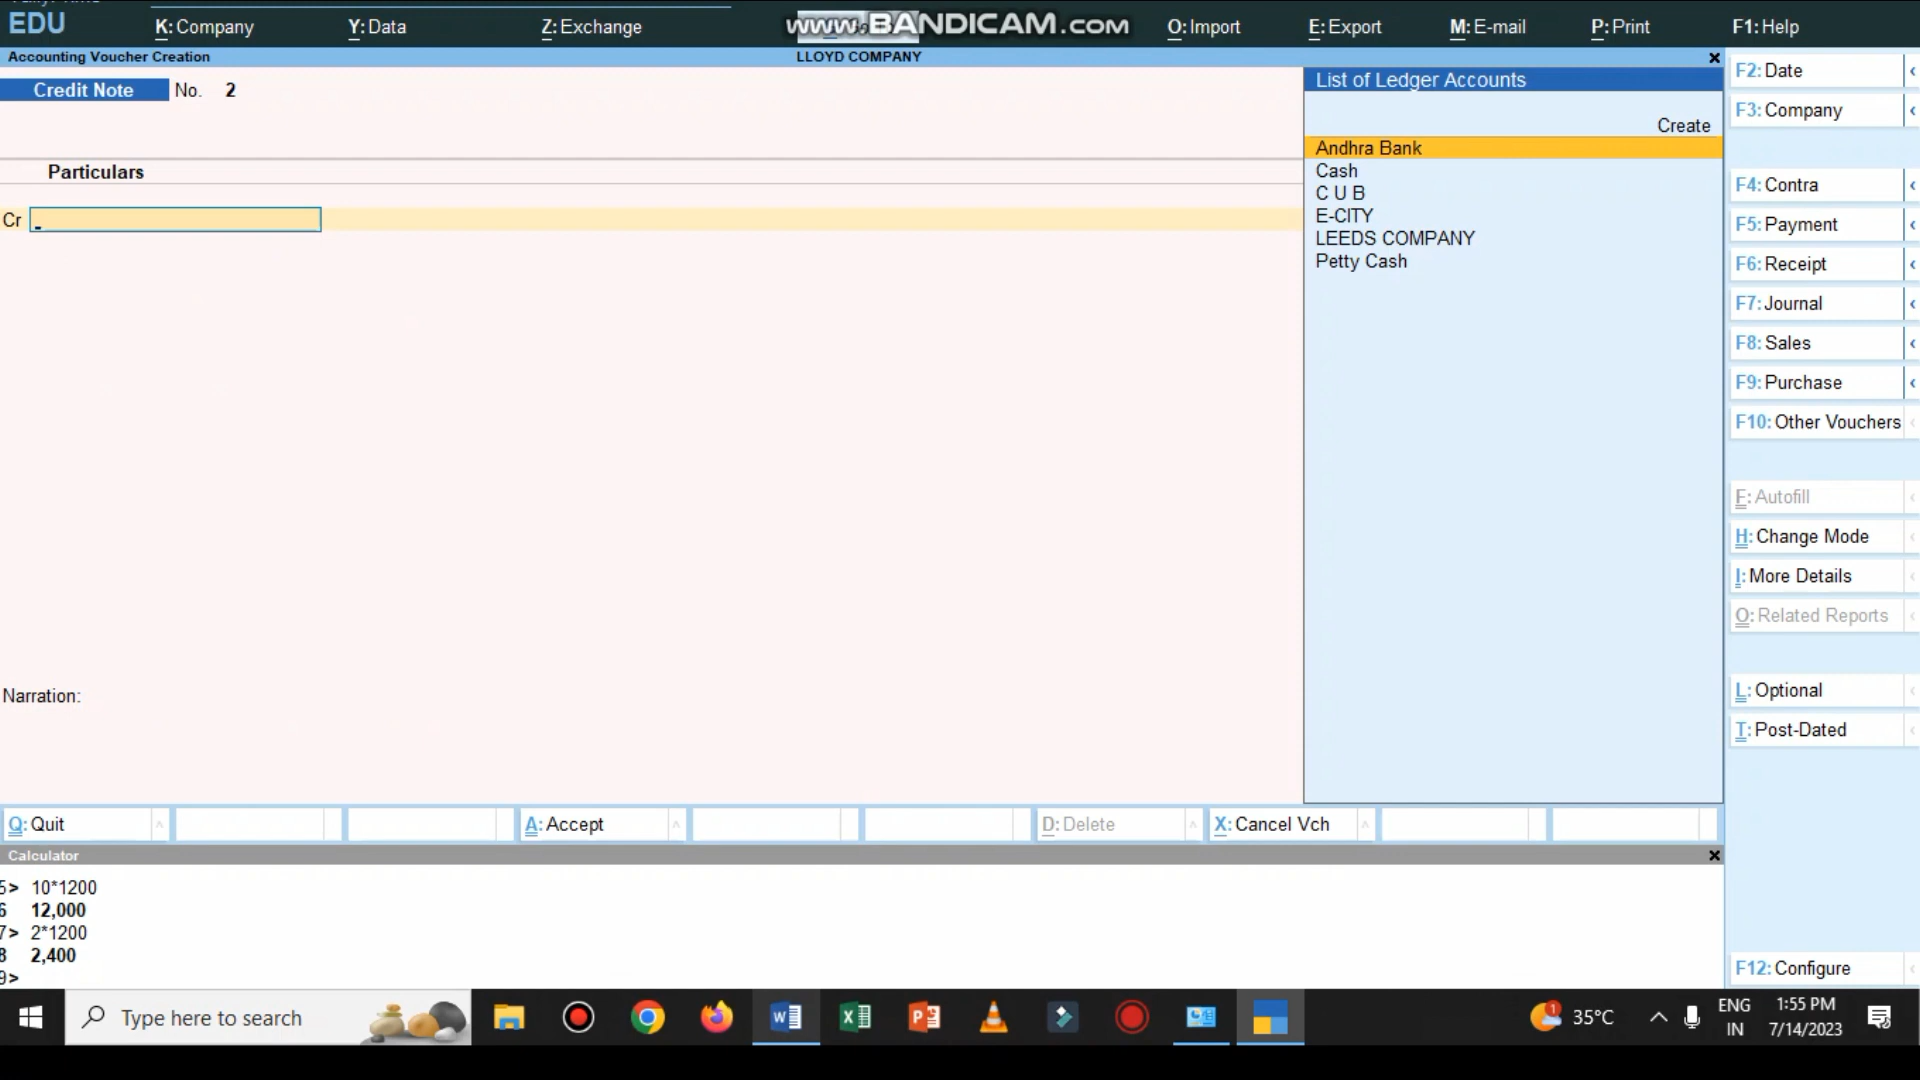 EDU
K: Company
Y: Data
Z: Exchange
www.BANDICAM.com
O: Import
E: Export
M: E-mail
P: Print
F1: Help
Accounting Voucher Creation
LLOYD COMPANY
Credit Note No. 2
Particulars
Cr
Narration:
List of Ledger Accounts
Create
Andhra Bank
Cash
C U B
E-CITY
LEEDS COMPANY
Petty Cash
F2: Date
F3: Company
F4: Contra
F5: Payment
F6: Receipt
F7: Journal
F8: Sales
F9: Purchase
F10: Other Vouchers
F: Autofill
H: Change Mode
I: More Details
O: Related Reports
L: Optional
T: Post-Dated
F12: Configure
Q: Quit
A: Accept
D: Delete
X: Cancel Vch
Calculator
5> 10*1200
6 12,000
7> 2*1200
8 2,400
9>
Type here to search
35°C
ENG
IN
1:55 PM
7/14/2023